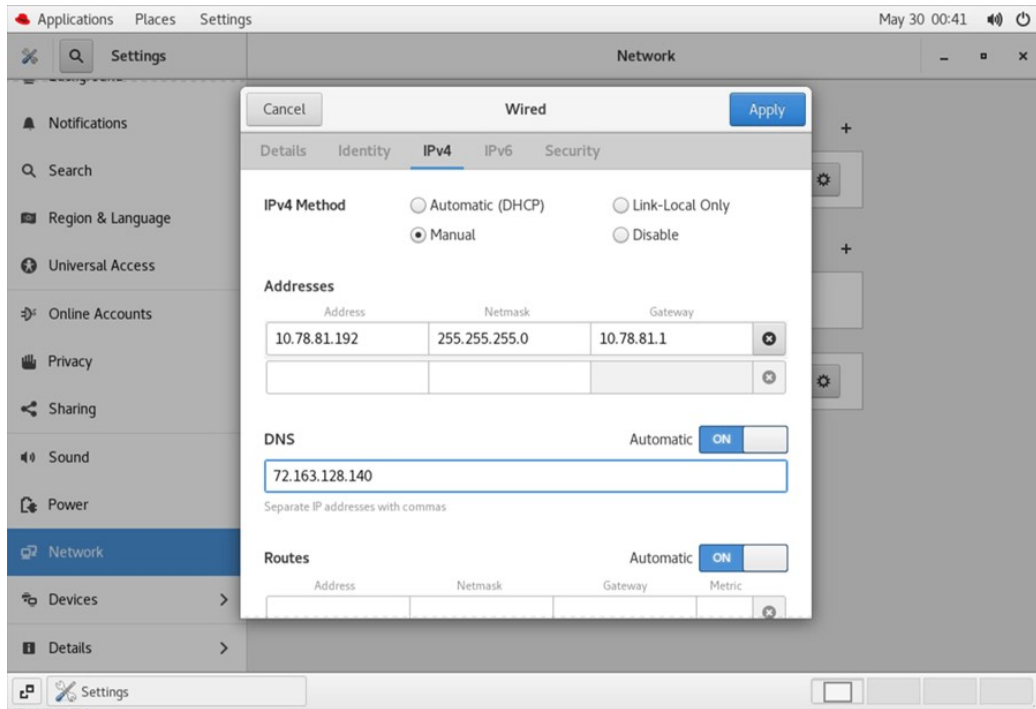 Applications Places Settings May 30 00:41
Settings Network
Notifications
Search
Region & Language
Universal Access
Online Accounts
Privacy
Sharing
Sound
Power
Network
Devices
Details
Cancel Wired Apply
Details Identity IPv4 IPv6 Security
IPv4 Method Automatic (DHCP) Link-Local Only
Manual Disable
Addresses
Address Netmask Gateway
10.78.81.192 255.255.255.0 10.78.81.1
DNS Automatic ON
72.163.128.140
Separate IP addresses with commas
Routes Automatic ON
Address Netmask Gateway Metric
Settings